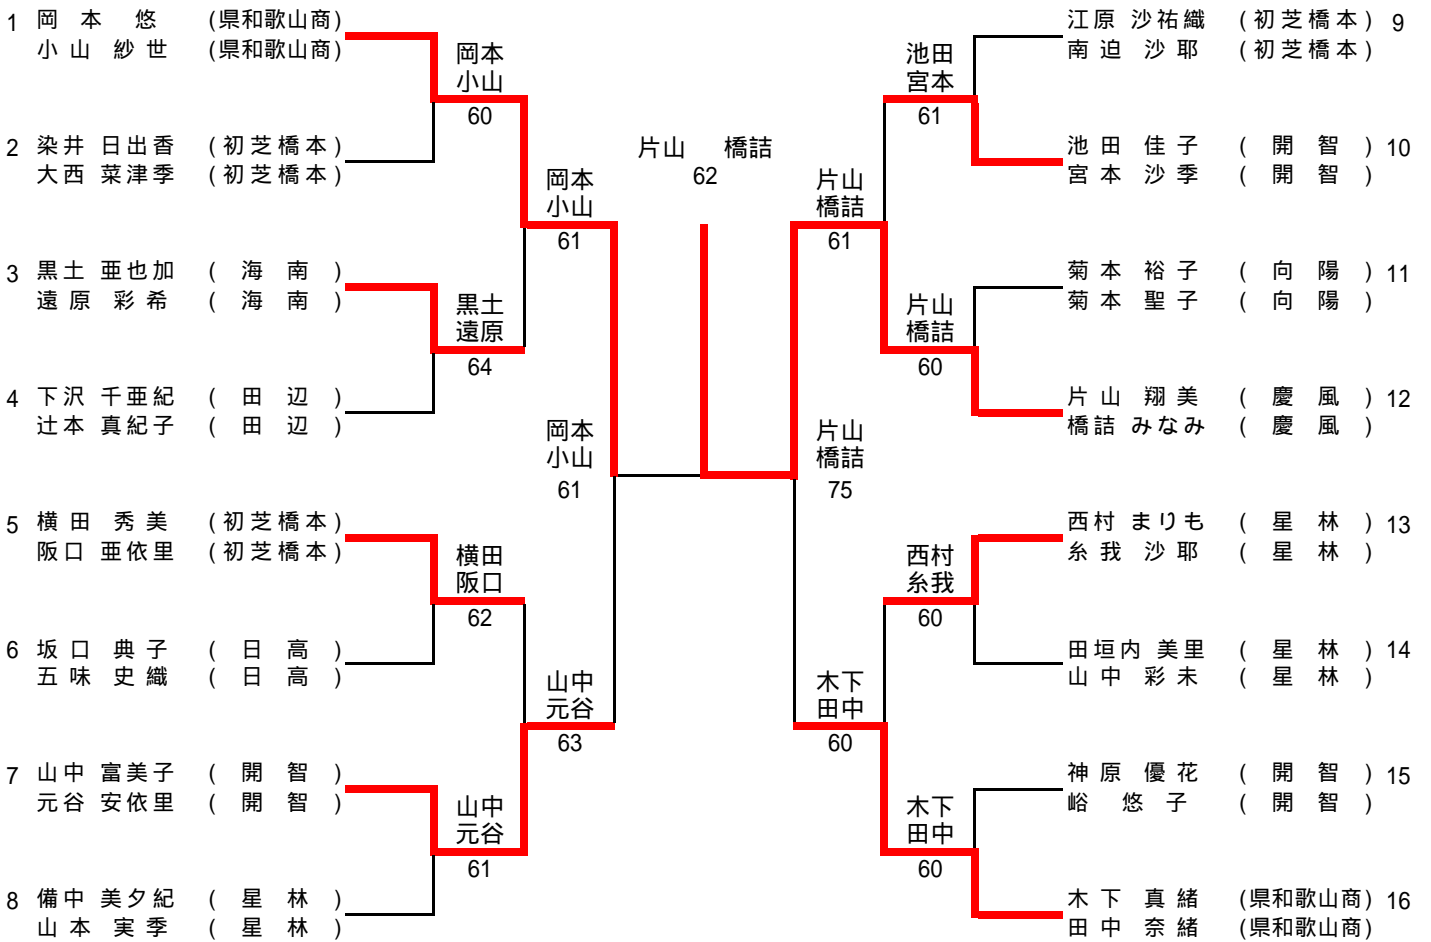 1 岡本 悠 (県和歌山商)
小山 紗世 (県和歌山商)
2 染井 日出香 (初芝橋本)
大西 菜津季 (初芝橋本)
3 黒土 亜也加 (海南)
遠原 彩希 (海南)
4 下沢 千亜紀 (田辺)
辻本 真紀子 (田辺)
5 横田 秀美 (初芝橋本)
阪口 亜依里 (初芝橋本)
6 坂口 典子 (日高)
五味 史織 (日高)
7 山中 富美子 (開智)
元谷 安依里 (開智)
8 備中 美夕紀 (星林)
山本 実季 (星林)
岡本
小山
60
黒土
遠原
64
横田
阪口
62
山中
元谷
61
岡本
小山
61
山中
元谷
63
岡本
小山
61
片山 橋詰
62
片山
橋詰
75
片山
橋詰
61
木下
田中
60
池田
宮本
61
片山
橋詰
60
西村
糸我
60
木下
田中
60
江原 沙祐織 (初芝橋本) 9
南迫 沙耶 (初芝橋本)
池田 佳子 (開智) 10
宮本 沙季 (開智)
菊本 裕子 (向陽) 11
菊本 聖子 (向陽)
片山 翔美 (慶風) 12
橋詰 みなみ (慶風)
西村 まりも (星林) 13
糸我 沙耶 (星林)
田垣内 美里 (星林) 14
山中 彩未 (星林)
神原 優花 (開智) 15
峪 悠子 (開智)
木下 真緒 (県和歌山商) 16
田中 奈緒 (県和歌山商)